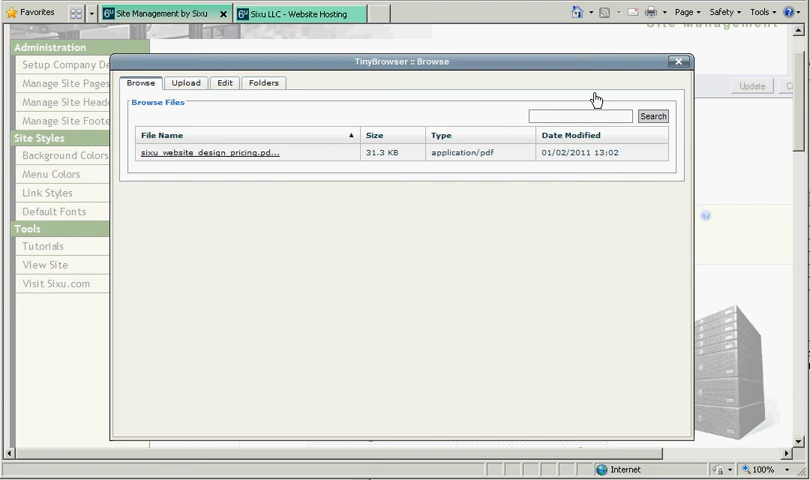 Favorites
Site Management by Sixu
Sixu LLC - Website Hosting
Page
Safety
Tools
Site Management
Administration
Setup Company De
Manage Site Pages
Manage Site Heade
Manage Site Foote
Site Styles
Background Colors
Menu Colors
Link Styles
Default Fonts
Tools
Tutorials
View Site
Visit Sixu.com
TinyBrowser :: Browse
Browse
Upload
Edit
Folders
Browse Files
Search
File Name
Size
Type
Date Modified
sixu_website_design_pricing.pd...
31.3 KB
application/pdf
01/02/2011 13:02
Update
Ca
Internet
100%